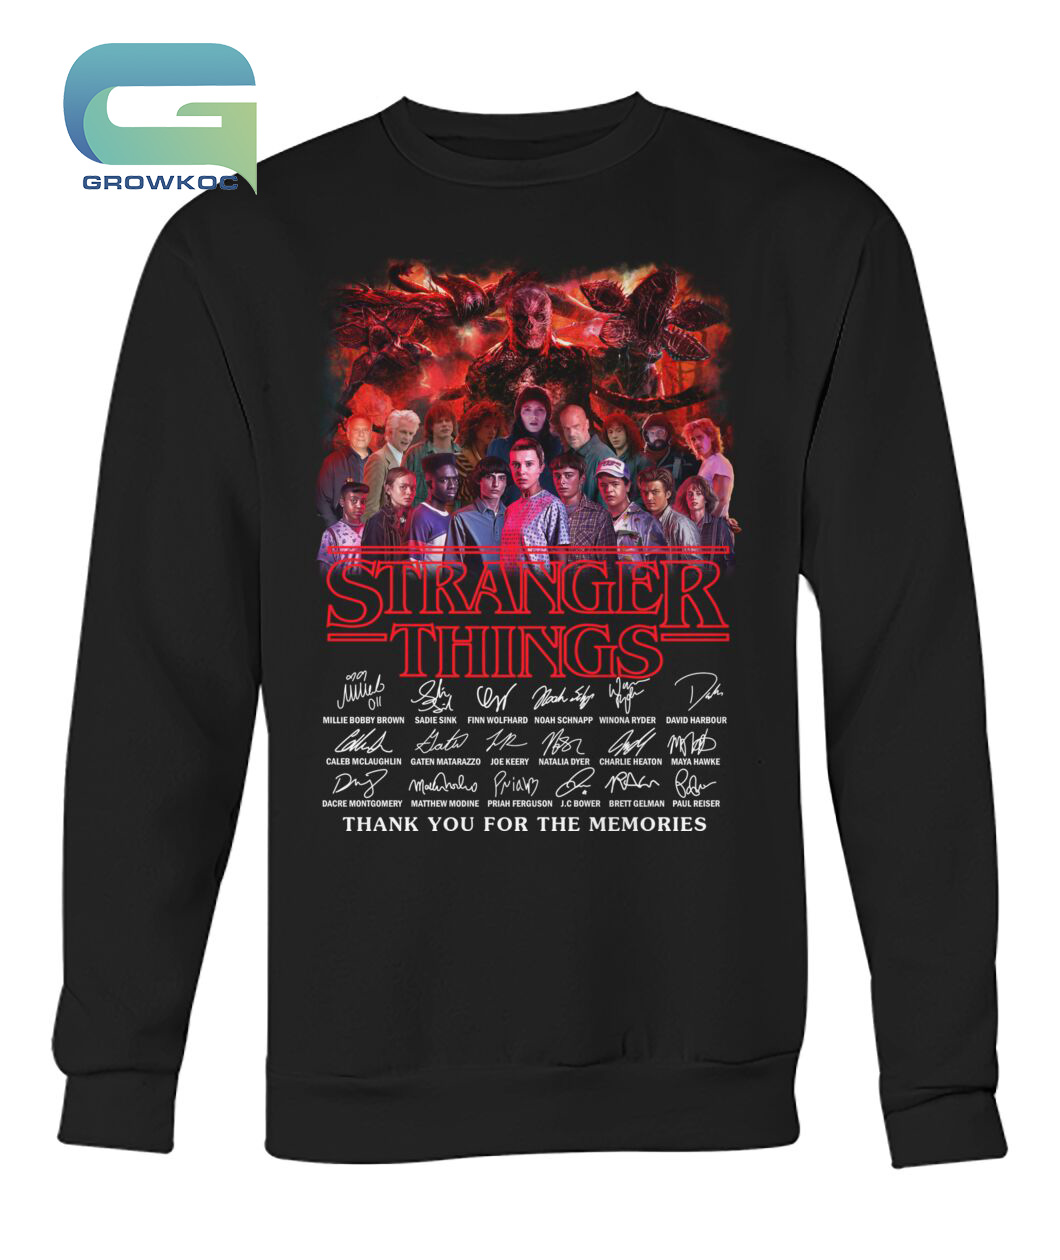 GROWKOC
STRANGER
THINGS
011
MILLIE BOBBY BROWN SADIE SINK FINN WOLFHARD NOAH SCHNAPP WINONA RYDER DAVID HARBOUR
CALEB MCLAUGHLIN GATEN MATARAZZO JOE KEERY NATALIA DYER CHARLIE HEATON MAYA HAWKE
DACRE MONTGOMERY MATTHEW MODINE PRIAH FERGUSON J.C BOWER BRETT GELMAN PAUL REISER
THANK YOU FOR THE MEMORIES